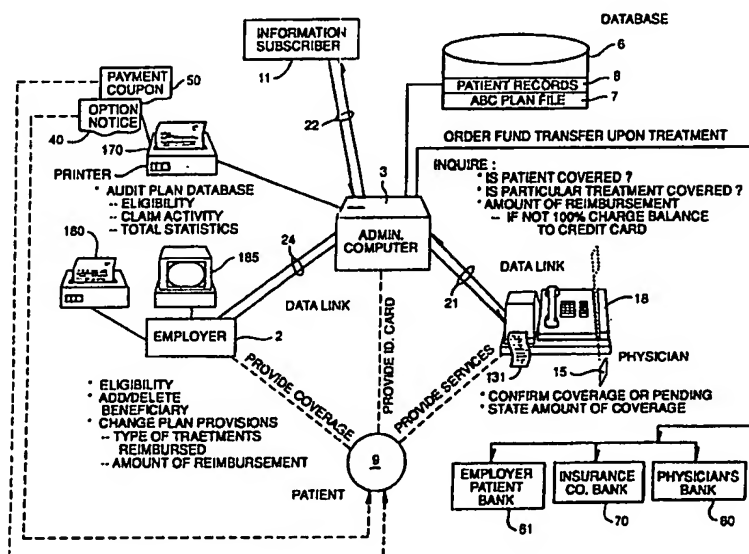 DATABASE
INFORMATION
SUBSCRIBER
11
6
PATIENT RECORDS
8
ABC PLAN FILE
7
PAYMENT
COUPON
50
OPTION
NOTICE
40
170
PRINTER
22
ORDER FUND TRANSFER UPON TREATMENT
INQUIRE :
* IS PATIENT COVERED ?
* IS PARTICULAR TREATMENT COVERED ?
* AMOUNT OF REIMBURSEMENT
-- IF NOT 100% CHARGE BALANCE
TO CREDIT CARD
* AUDIT PLAN DATABASE
-- ELIGIBILITY
-- CLAIM ACTIVITY
-- TOTAL STATISTICS
3
ADMIN.
COMPUTER
160
185
24
DATA LINK
EMPLOYER
2
DATA LINK
21
18
PHYSICIAN
131
15
PROVIDE COVERAGE
PROVIDE I.D. CARD
PROVIDE SERVICES
* ELIGIBILITY
* ADD/DELETE
BENEFICIARY
* CHANGE PLAN PROVISIONS
-- TYPE OF TRAETMENTS
REIMBURSED
-- AMOUNT OF REIMBURSEMENT
* CONFIRM COVERAGE OR PENDING
* STATE AMOUNT OF COVERAGE
9
PATIENT
EMPLOYER
PATIENT
BANK
61
INSURANCE
CO. BANK
70
PHYSICIAN'S
BANK
60